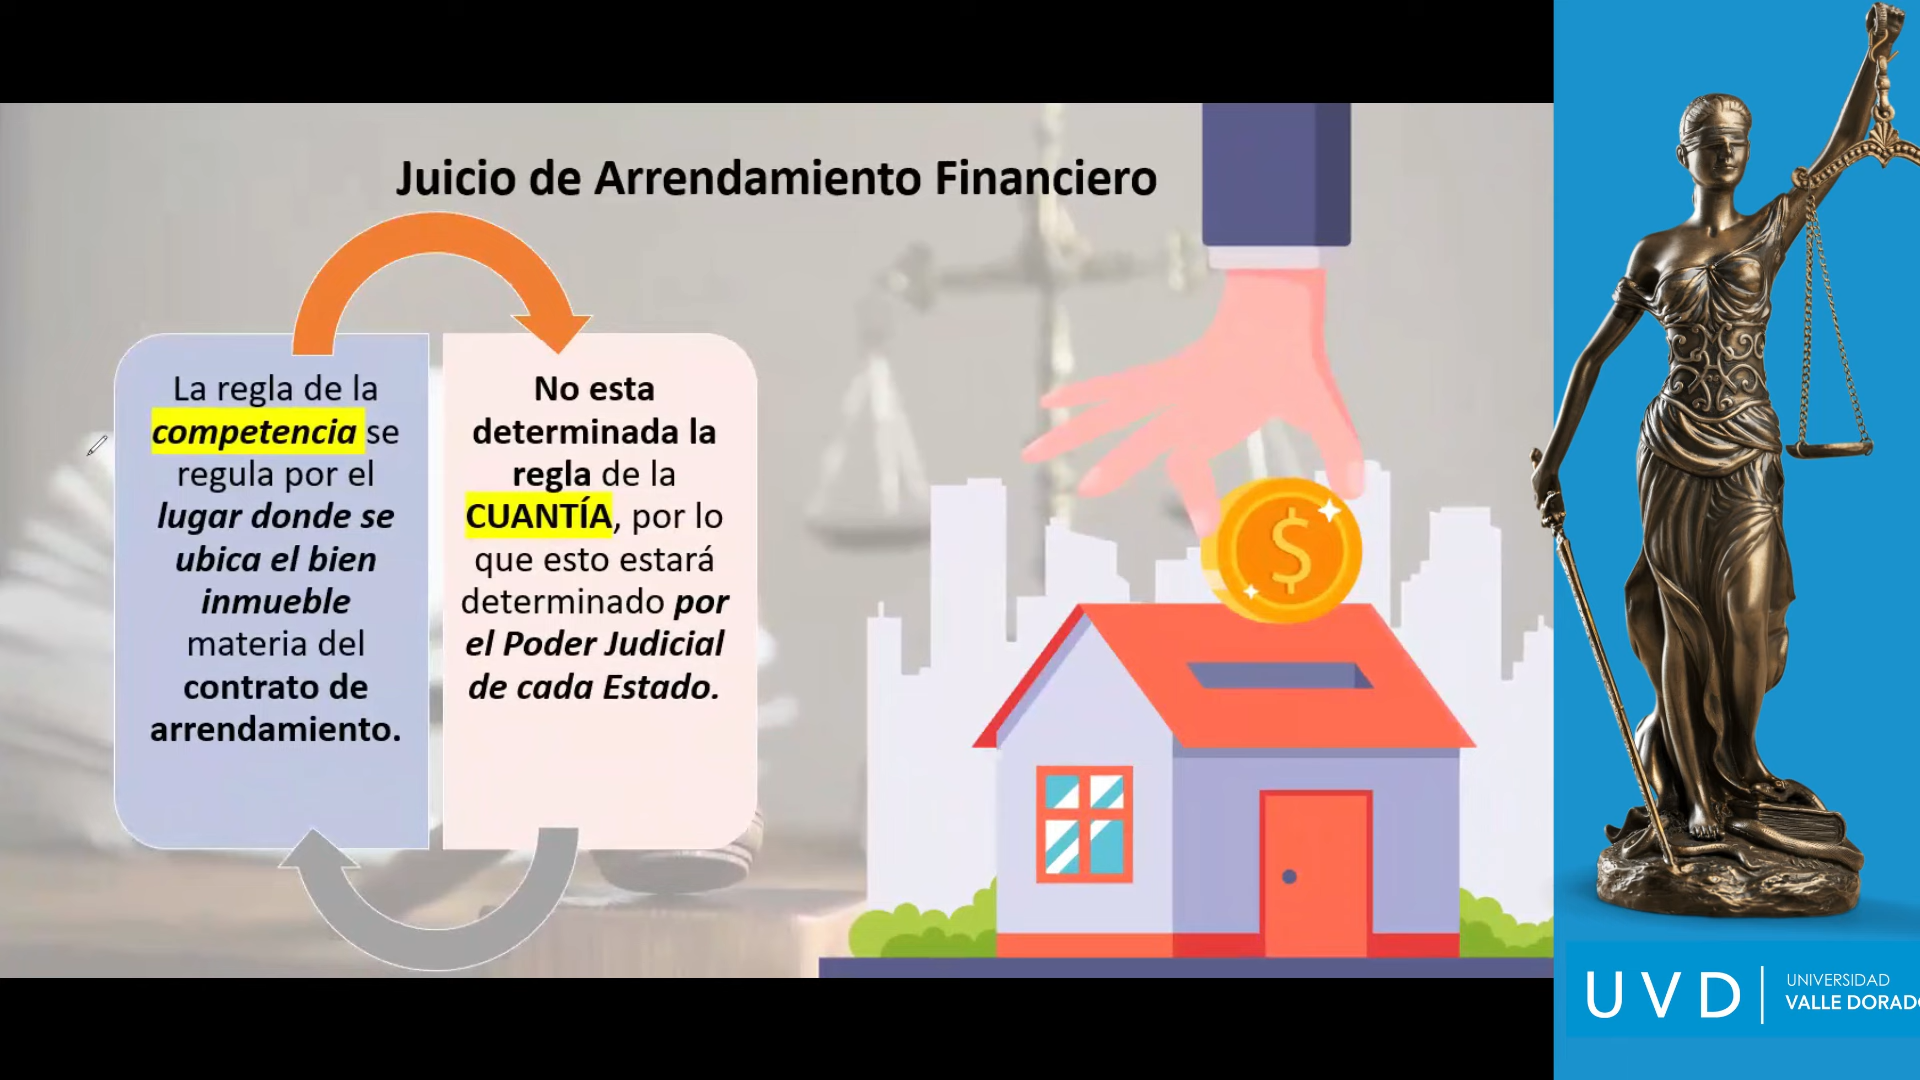 Juicio de Arrendamiento Financiero
La regla de la
competencia se
regula por el
lugar donde se
ubica el bien
inmueble
materia del
contrato de
arrendamiento.
No esta
determinada la
regla de la
CUANTÍA, por lo
que esto estará
determinado por
el Poder Judicial
de cada Estado.
$
UVD
UNIVERSIDAD
VALLE DORADO